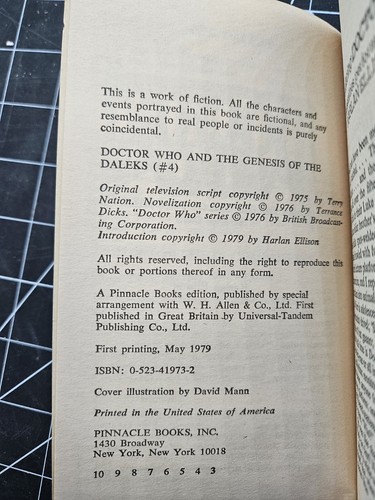 This is a work of fiction. All the characters and
events portrayed in this book are fictional, and any
resemblance to real people or incidents is purely
coincidental.
DOCTOR WHO AND THE GENESIS OF THE
DALEKS (#4)
Original television script copyright © 1975 by Terry
Nation. Novelization copyright © 1976 by Terrance
Dicks. "Doctor Who" series © 1976 by British Broadcast-
ing Corporation.
Introduction copyright © 1979 by Harlan Ellison
All rights reserved, including the right to reproduce this
book or portions thereof in any form.
A Pinnacle Books edition, published by special
arrangement with W. H. Allen & Co., Ltd. First
published in Great Britain by Universal-Tandem
Publishing Co., Ltd.
First printing, May 1979
ISBN: 0-523-41973-2
Cover illustration by David Mann
Printed in the United States of America
PINNACLE BOOKS, INC.
1430 Broadway
New York, New York 10018
10 9 8 7 6 5 4 3